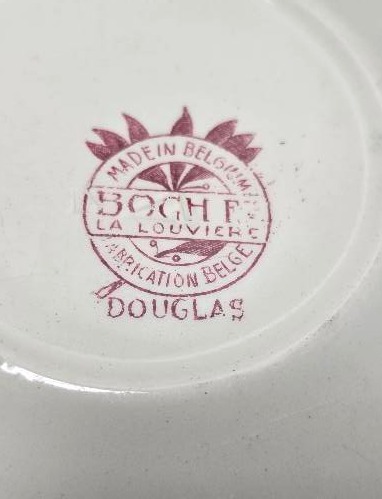 MADE IN BELGIUM
BOCH F
LA LOUVIERE
FABRICATION BELGE
DOUGLAS